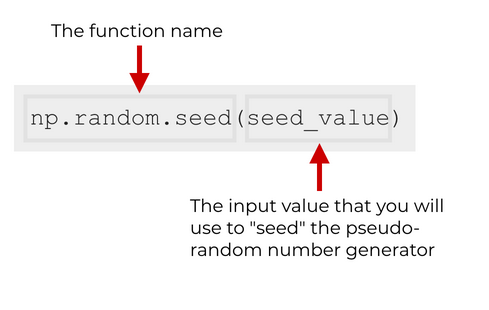 The function name
np.random.seed(seed_value)
The input value that you will
use to "seed" the pseudo-
random number generator